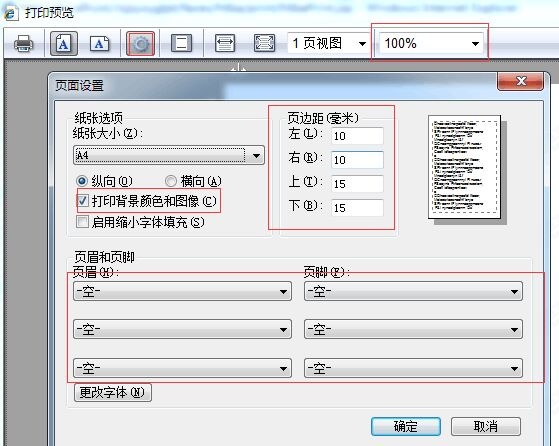 打印预览
1 页视图
100%
页面设置
纸张选项
纸张大小(Z):
A4
纵向(O)
横向(A)
打印背景颜色和图像(C)
启用缩小字体填充(S)
页边距(毫米)
左(L): 10
右(R): 10
上(T): 15
下(B): 15
页眉和页脚
页眉(H):
页脚(F):
-空-
-空-
-空-
-空-
-空-
-空-
更改字体(N)
确定
取消